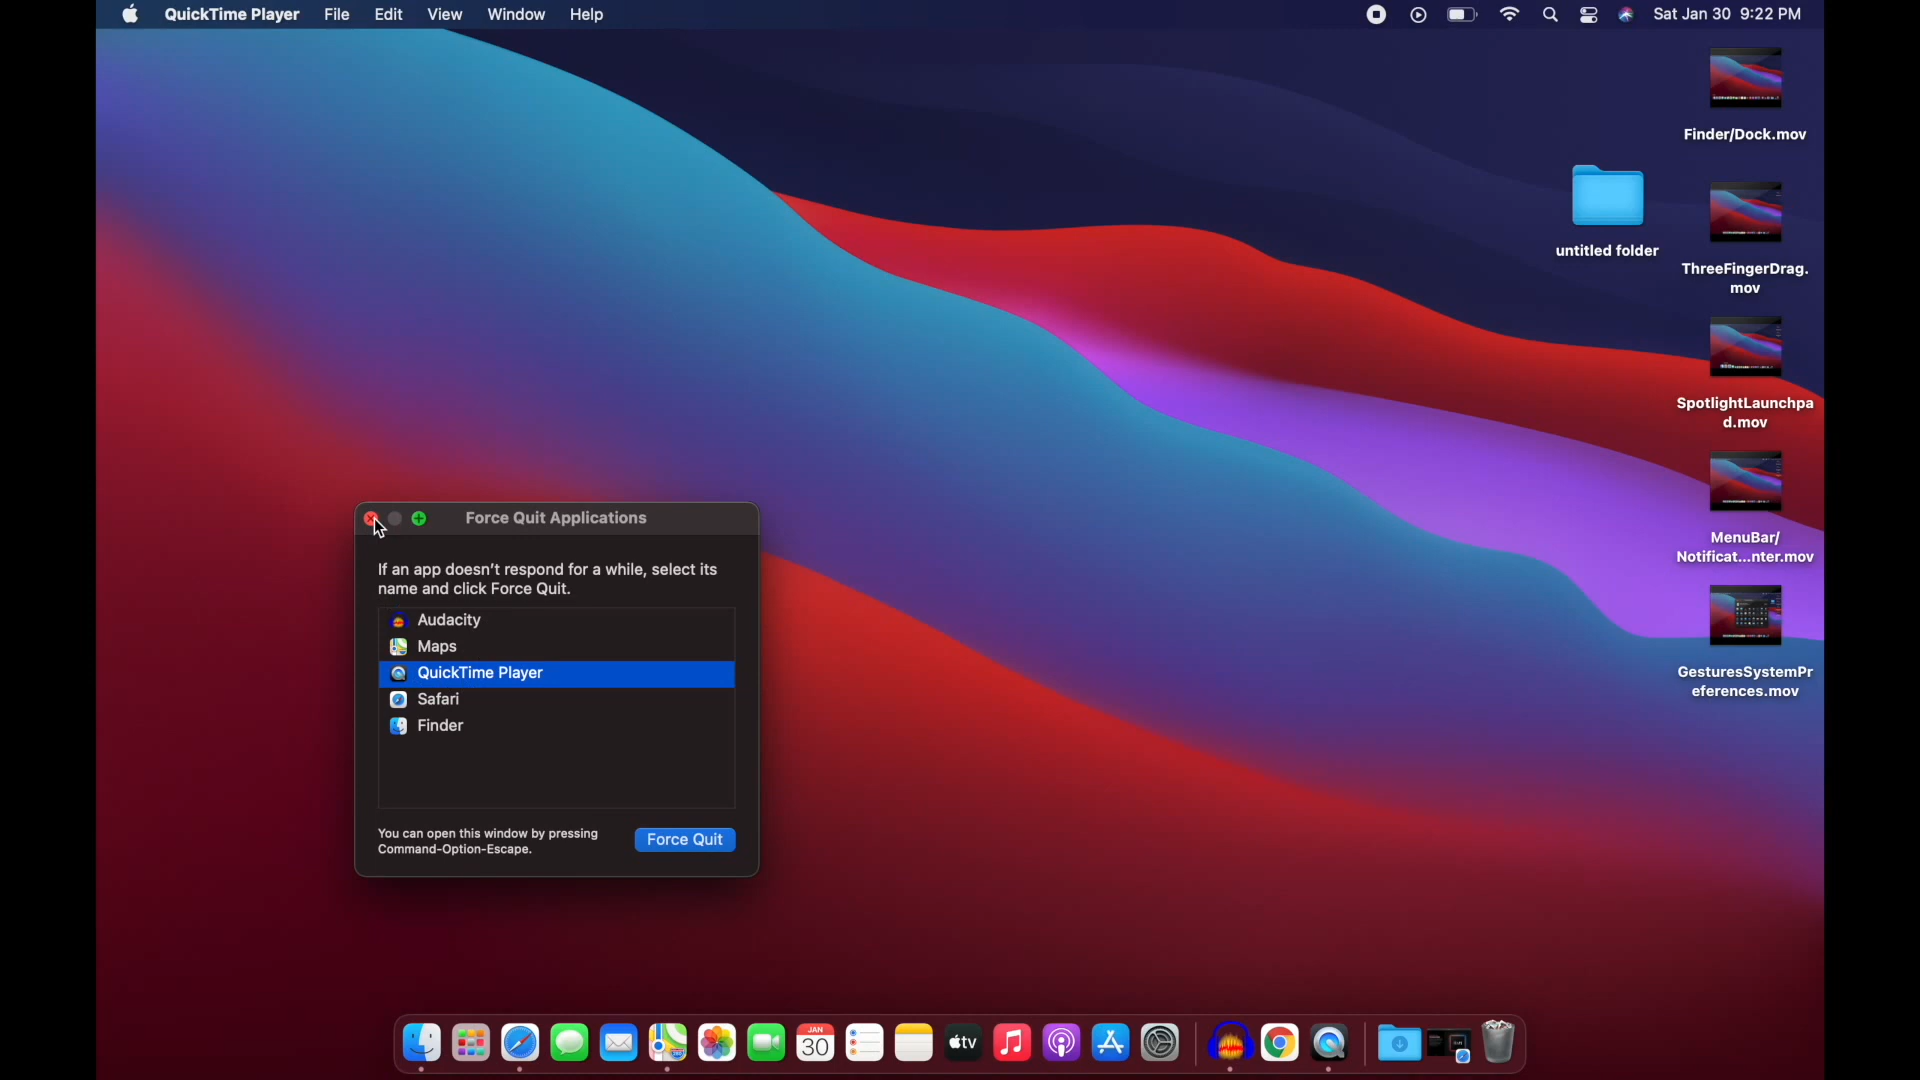 QuickTime Player File Edit View Window Help
Sat Jan 30 9:22 PM
Finder/Dock.mov
untitled folder
ThreeFingerDrag.
mov
SpotlightLaunchpa
d.mov
MenuBar/
Notificat...nter.mov
GesturesSystemPr
eferences.mov
Force Quit Applications
If an app doesn't respond for a while, select its
name and click Force Quit.
Audacity
Maps
QuickTime Player
Safari
Finder
You can open this window by pressing
Command-Option-Escape.
Force Quit
JAN
30
tv